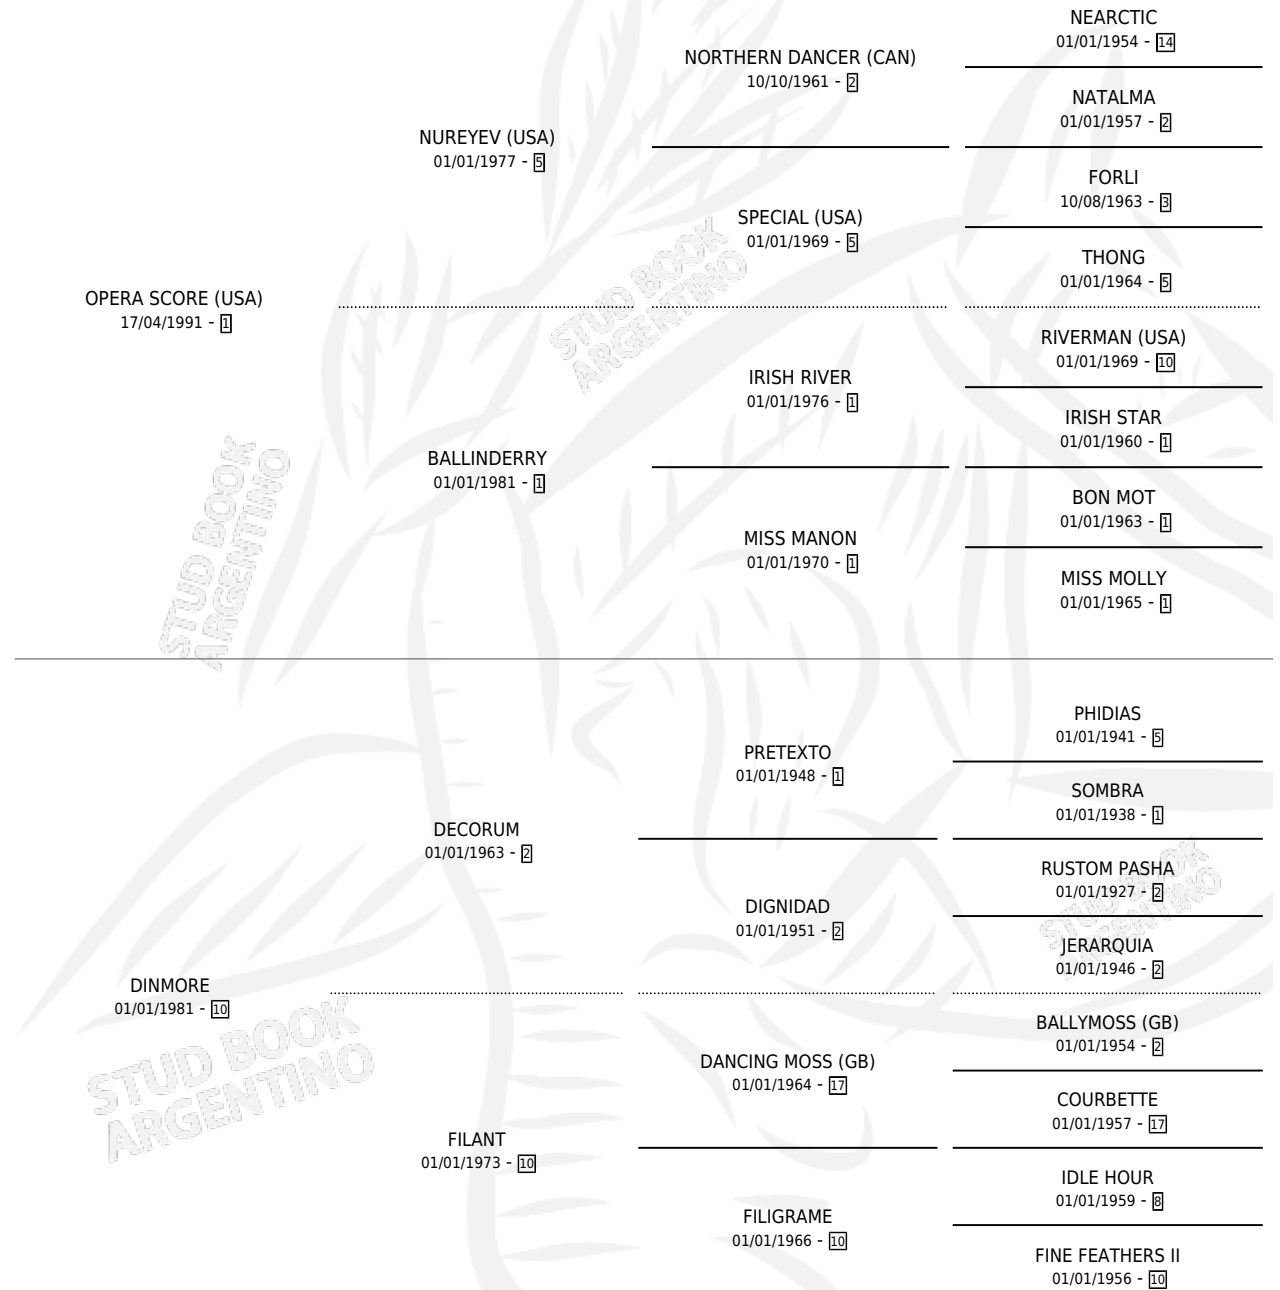 NEARCTIC
01/01/1954 - 14
NORTHERN DANCER (CAN)
10/10/1961 - 2
NATALMA
01/01/1957 - 2
NUREYEV (USA)
01/01/1977 - 5
FORLI
10/08/1963 - 3
SPECIAL (USA)
01/01/1969 - 5
THONG
01/01/1964 - 5
OPERA SCORE (USA)
17/04/1991 - 1
RIVERMAN (USA)
01/01/1969 - 10
IRISH RIVER
01/01/1976 - 1
IRISH STAR
01/01/1960 - 1
BALLINDERRY
01/01/1981 - 1
BON MOT
01/01/1963 - 1
MISS MANON
01/01/1970 - 1
MISS MOLLY
01/01/1965 - 1
STUD BOOK
ARGENTINO
STUD BOOK
ARGENTINO
PHIDIAS
01/01/1941 - 5
PRETEXTO
01/01/1948 - 1
SOMBRA
01/01/1938 - 1
DECORUM
01/01/1963 - 2
RUSTOM PASHA
01/01/1927 - 2
DIGNIDAD
01/01/1951 - 2
JERARQUIA
01/01/1946 - 2
DINMORE
01/01/1981 - 10
BALLYMOSS (GB)
01/01/1954 - 2
DANCING MOSS (GB)
01/01/1964 - 17
COURBETTE
01/01/1957 - 17
FILANT
01/01/1973 - 10
IDLE HOUR
01/01/1959 - 8
FILIGRAME
01/01/1966 - 10
FINE FEATHERS II
01/01/1956 - 10
STUD BOOK
ARGENTINO
STUD BOOK
ARGENTINO